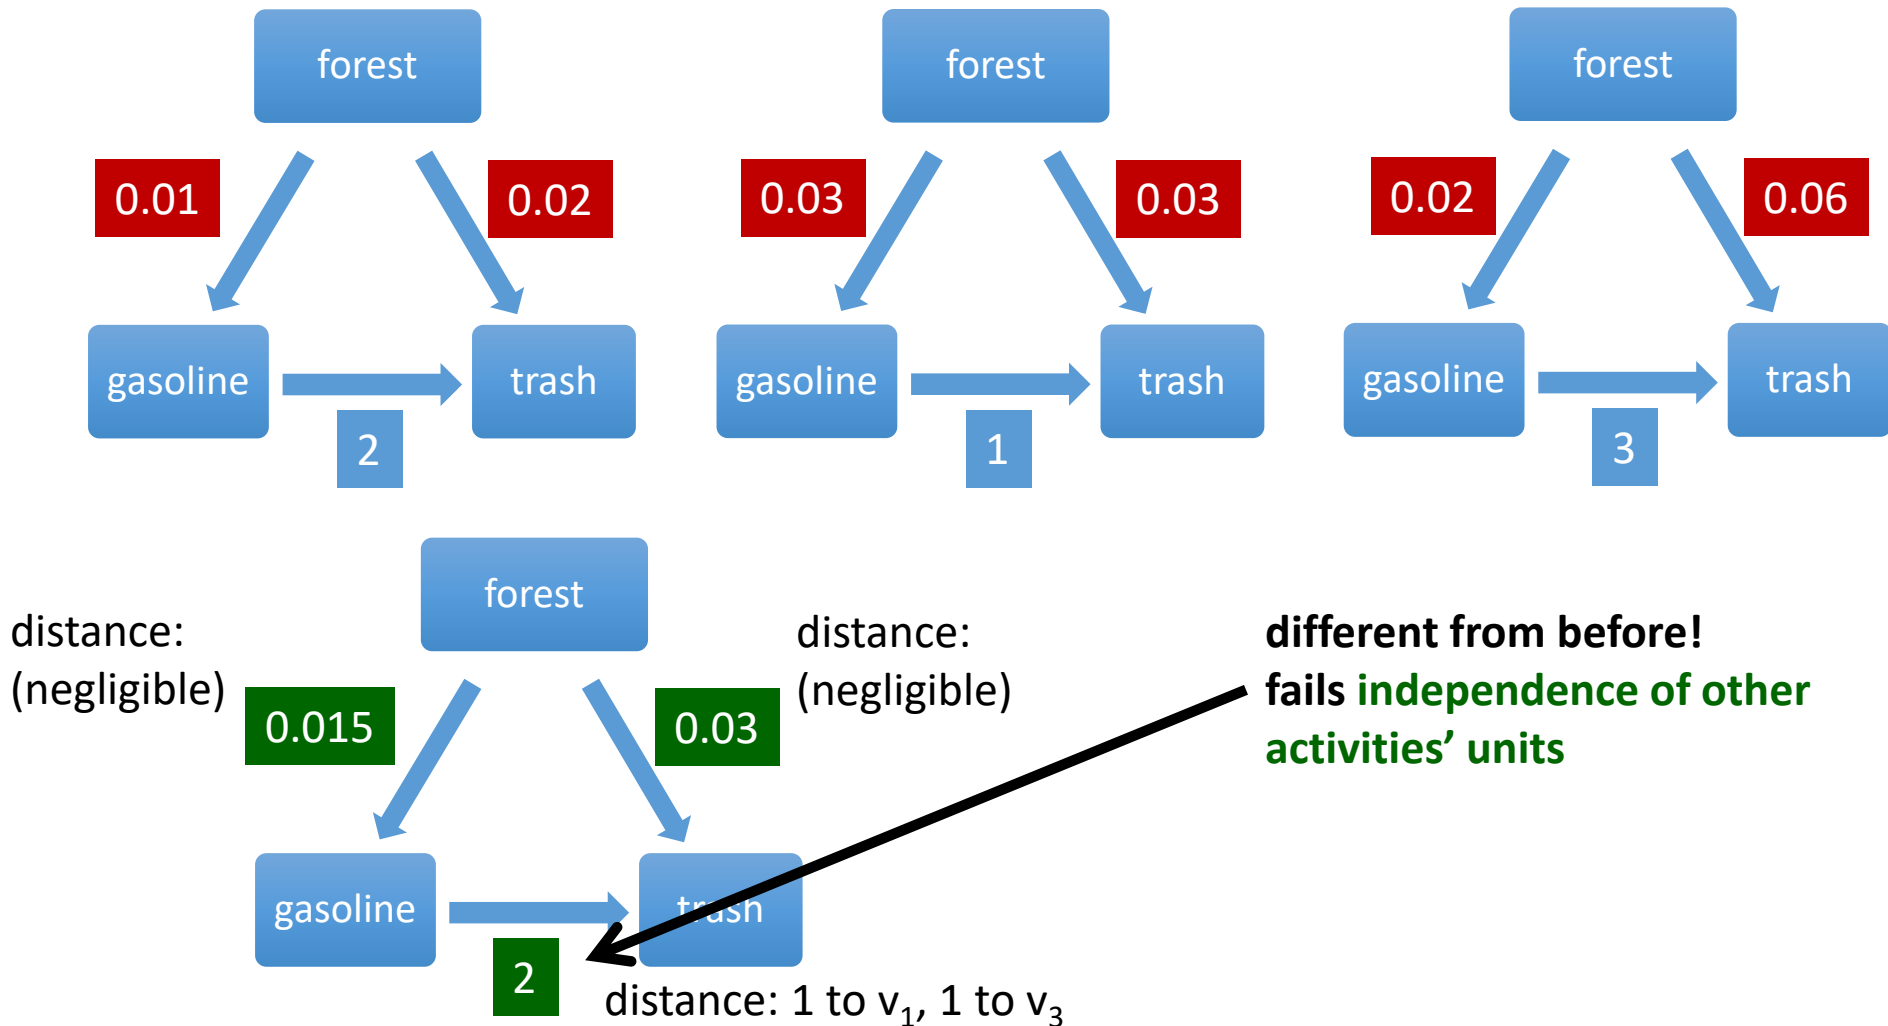 forest
0.01
0.02
gasoline
trash
2
forest
0.03
0.03
gasoline
trash
1
forest
0.02
0.06
gasoline
trash
3
distance:
(negligible)
forest
0.015
0.03
gasoline
trash
2
distance: 1 to v₁, 1 to v₃
distance:
(negligible)
different from before!
fails independence of other
activities’ units